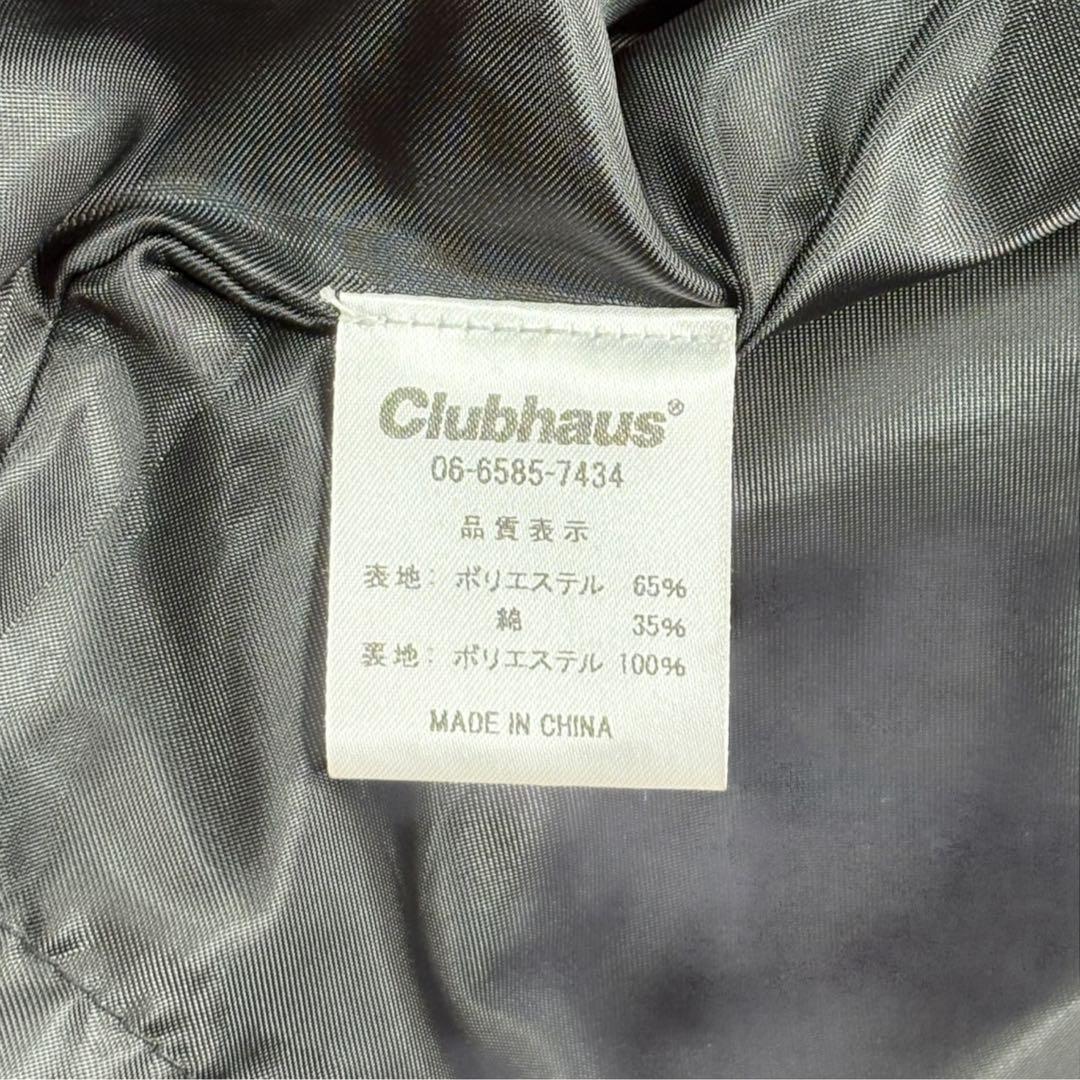 Clubhaus®
06-6585-7434
品質表示
表地: ポリエステル 65%
綿 35%
裏地: ポリエステル 100%
MADE IN CHINA